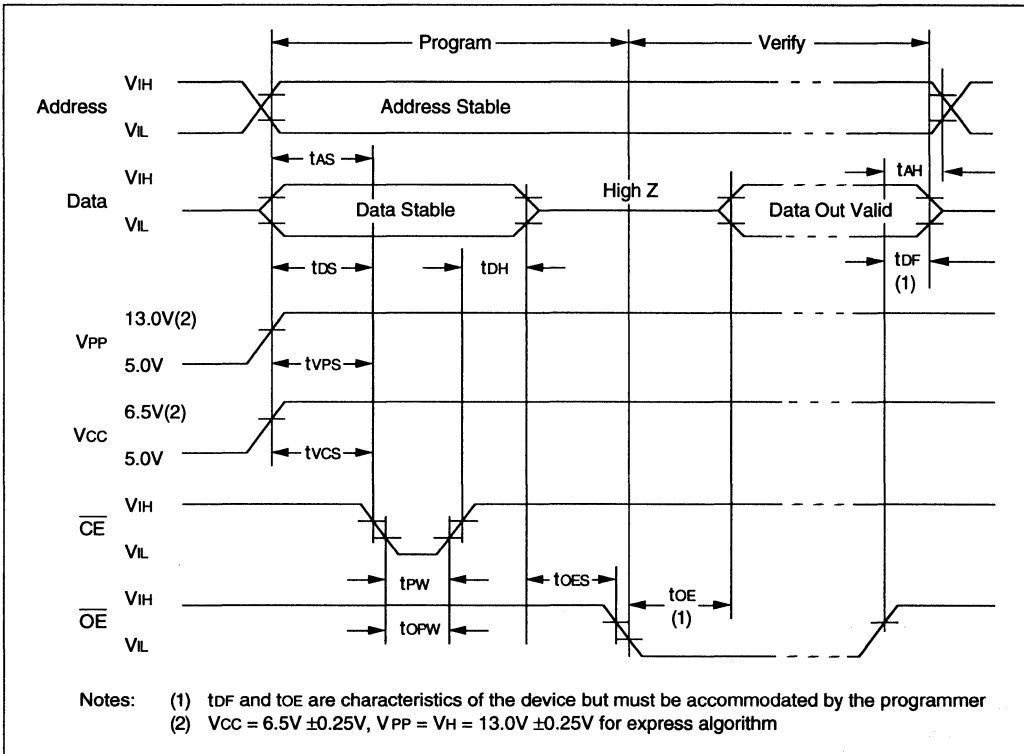 Program
Verify
Address
VIH
VIL
Address Stable
tAS
tAH
Data
VIH
VIL
Data Stable
High Z
Data Out Valid
tDS
tDH
tDF
(1)
VPP
13.0V(2)
5.0V
tVPS
VCC
6.5V(2)
5.0V
tVCS
CE
VIH
VIL
tPW
tOES
tOE
(1)
OE
VIH
VIL
tOPW
Notes: (1) tDF and tOE are characteristics of the device but must be accommodated by the programmer
(2) VCC = 6.5V ±0.25V, VPP = VH = 13.0V ±0.25V for express algorithm